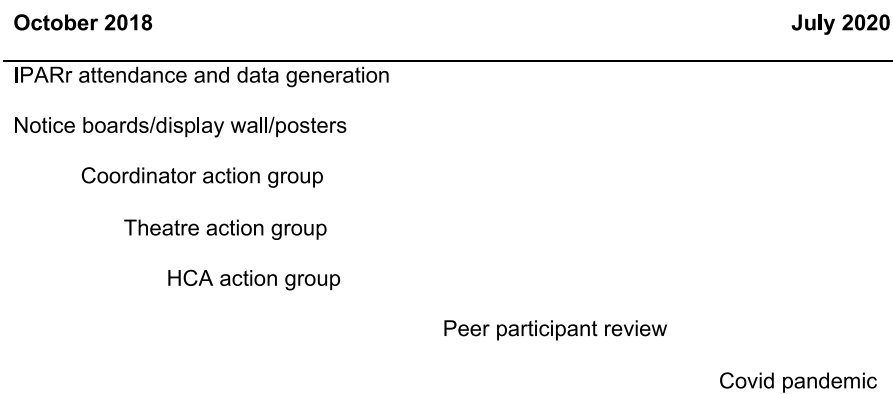 October 2018 July 2020
IPARr attendance and data generation
Notice boards/display wall/posters
Coordinator action group
Theatre action group
HCA action group
Peer participant review
Covid pandemic